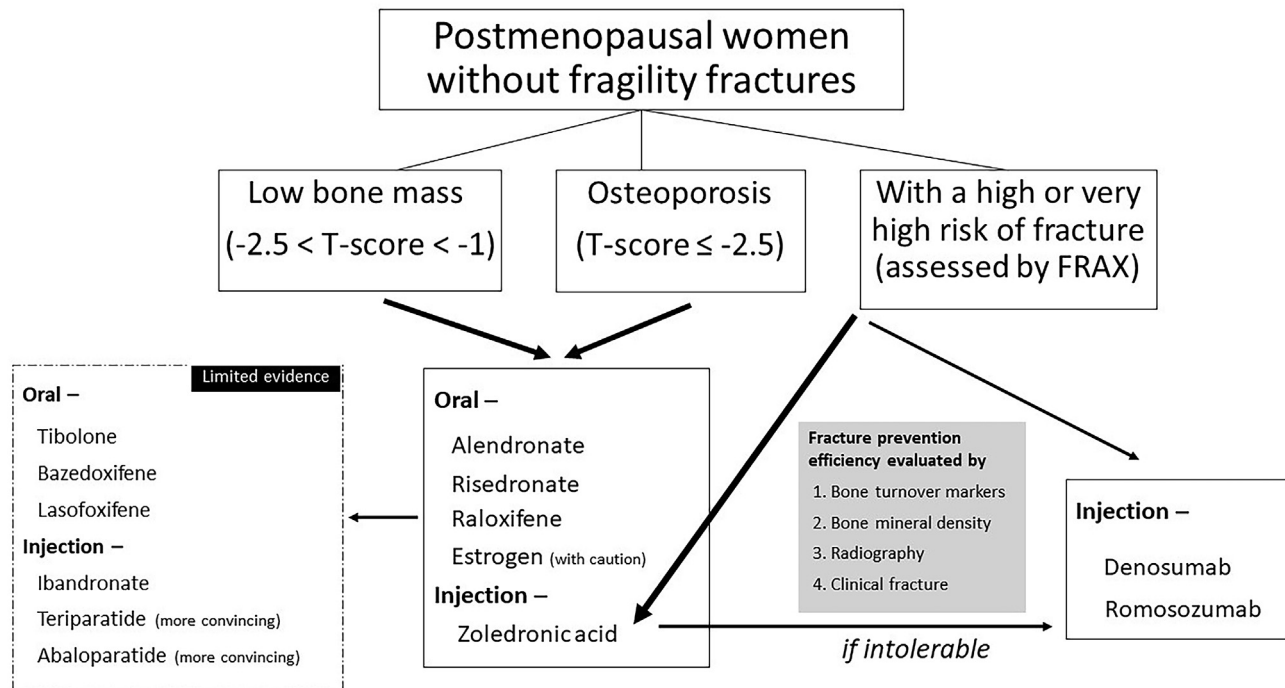 Postmenopausal women
without fragility fractures
Low bone mass
(-2.5 < T-score < -1)
Osteoporosis
(T-score ≤ -2.5)
With a high or very
high risk of fracture
(assessed by FRAX)
Limited evidence
Oral –
Tibolone
Bazedoxifene
Lasofoxifene
Injection –
Ibandronate
Teriparatide (more convincing)
Abaloparatide (more convincing)
Oral –
Alendronate
Risedronate
Raloxifene
Estrogen (with caution)
Injection –
Zoledronic acid
Fracture prevention
efficiency evaluated by
1. Bone turnover markers
2. Bone mineral density
3. Radiography
4. Clinical fracture
if intolerable
Injection –
Denosumab
Romosozumab